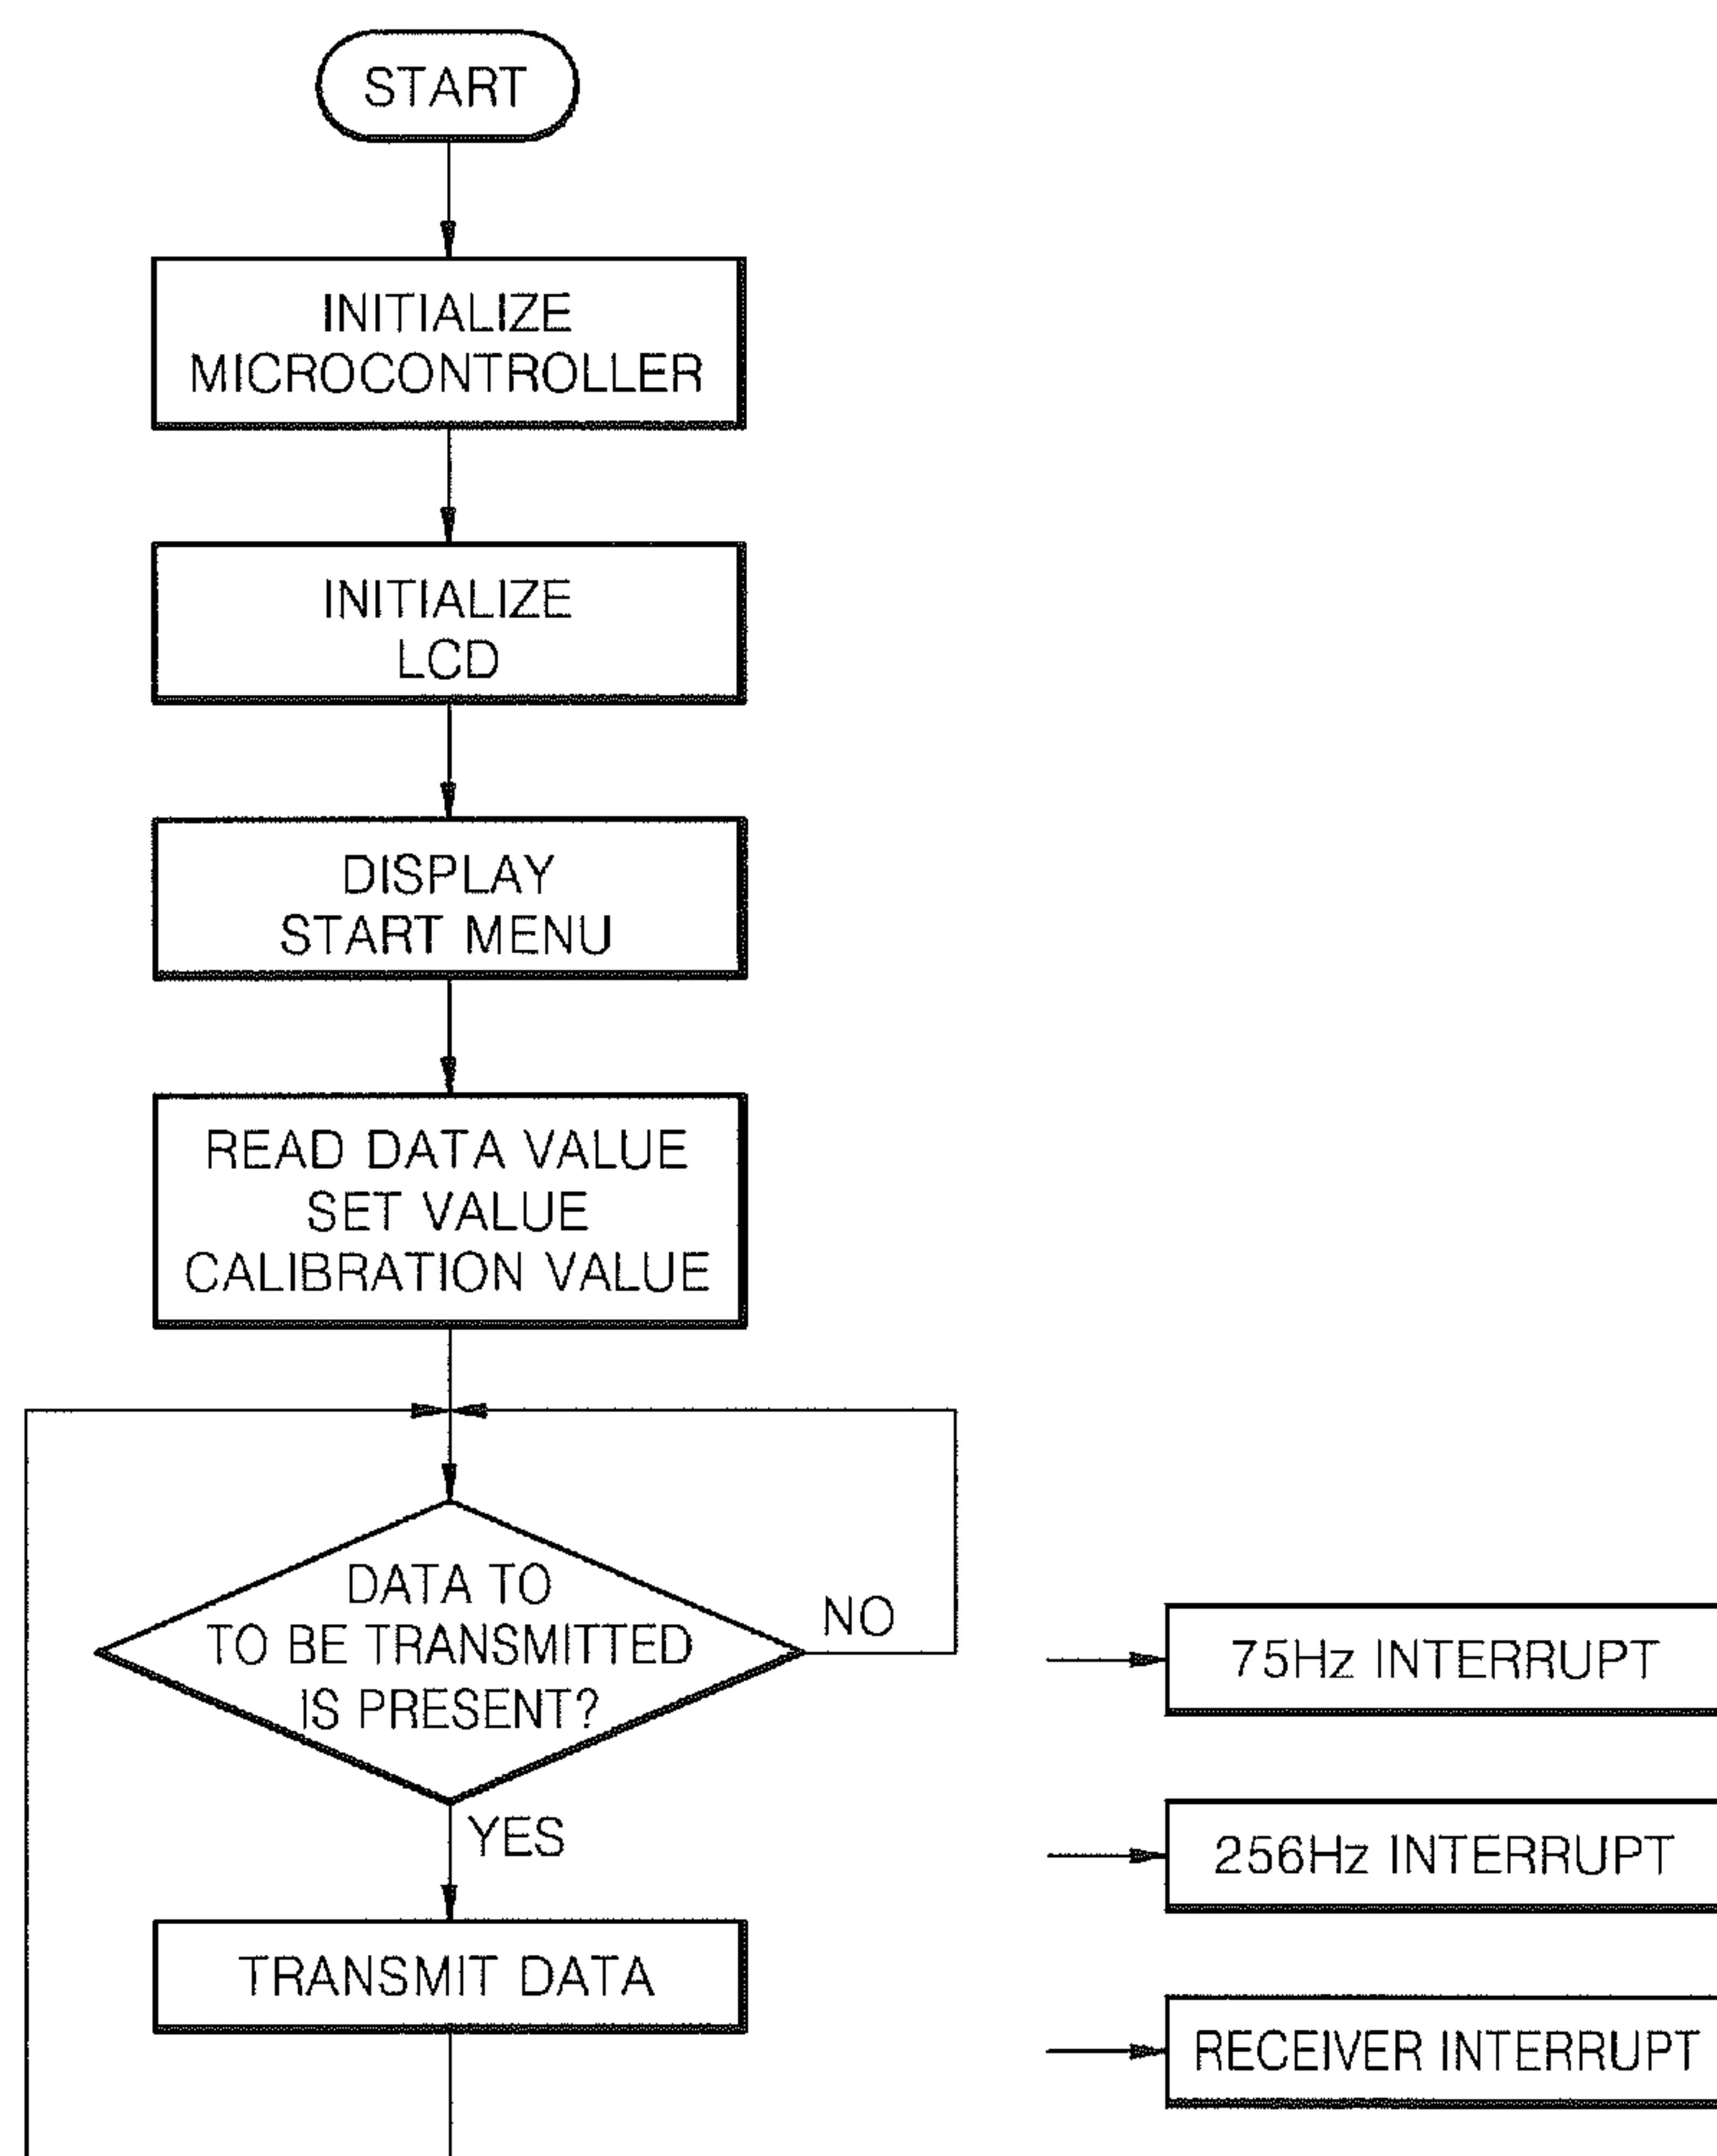 START
INITIALIZE
MICROCONTROLLER
INITIALIZE
LCD
DISPLAY
START MENU
READ DATA VALUE
SET VALUE
CALIBRATION VALUE
DATA TO
TO BE TRANSMITTED
IS PRESENT?
NO
YES
TRANSMIT DATA
75Hz INTERRUPT
256Hz INTERRUPT
RECEIVER INTERRUPT